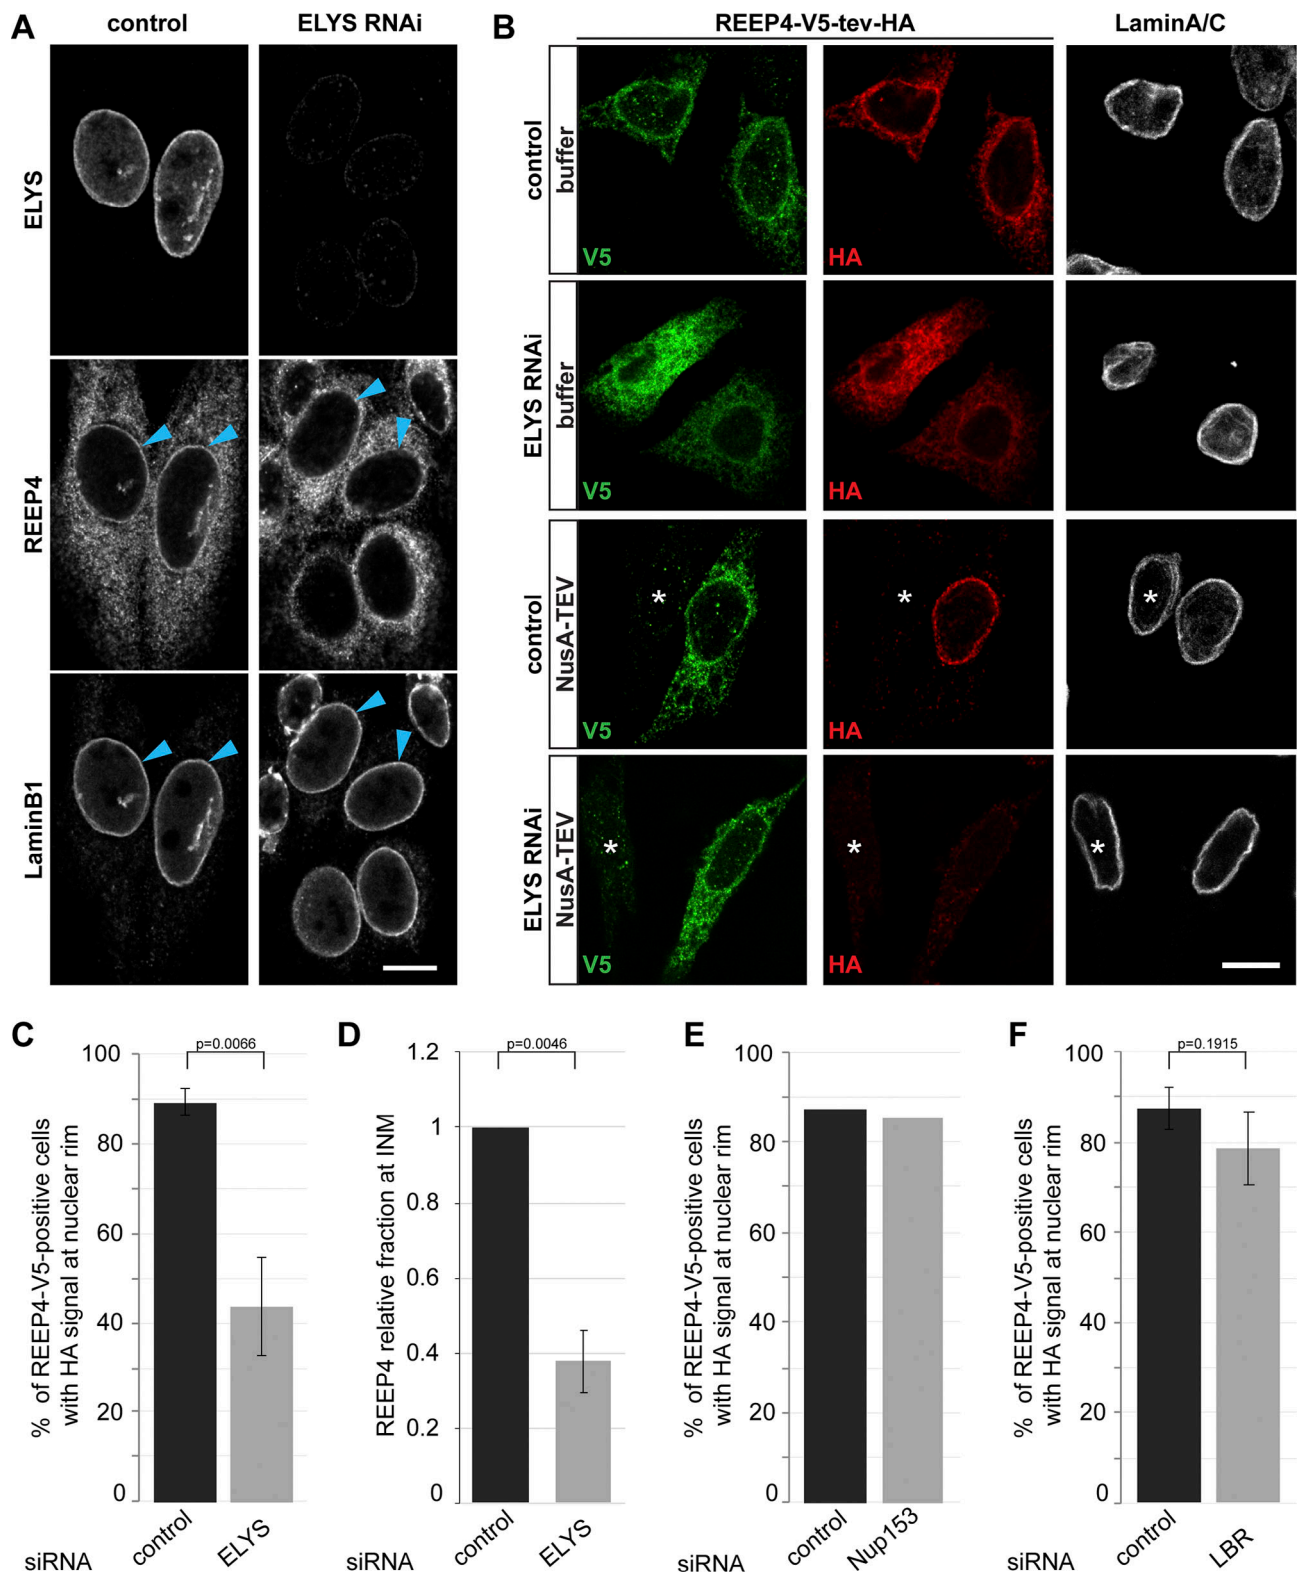 A
control
ELYS RNAi
ELYS
REEP4
LaminB1
B
REEP4-V5-tev-HA
LaminA/C
control
buffer
V5
HA
ELYS RNAi
buffer
V5
HA
control
NusA-TEV
V5
HA
*
*
*
ELYS RNAi
NusA-TEV
V5
HA
*
*
*
C
% of REEP4-V5-positive cells
with HA signal at nuclear rim
100
80
60
40
20
0
p=0.0066
siRNA
control
ELYS
D
REEP4 relative fraction at INM
1.2
1
0.8
0.6
0.4
0.2
0
p=0.0046
siRNA
control
ELYS
E
% of REEP4-V5-positive cells
with HA signal at nuclear rim
100
80
60
40
20
0
siRNA
control
Nup153
F
% of REEP4-V5-positive cells
with HA signal at nuclear rim
100
80
60
40
20
0
p=0.1915
siRNA
control
LBR